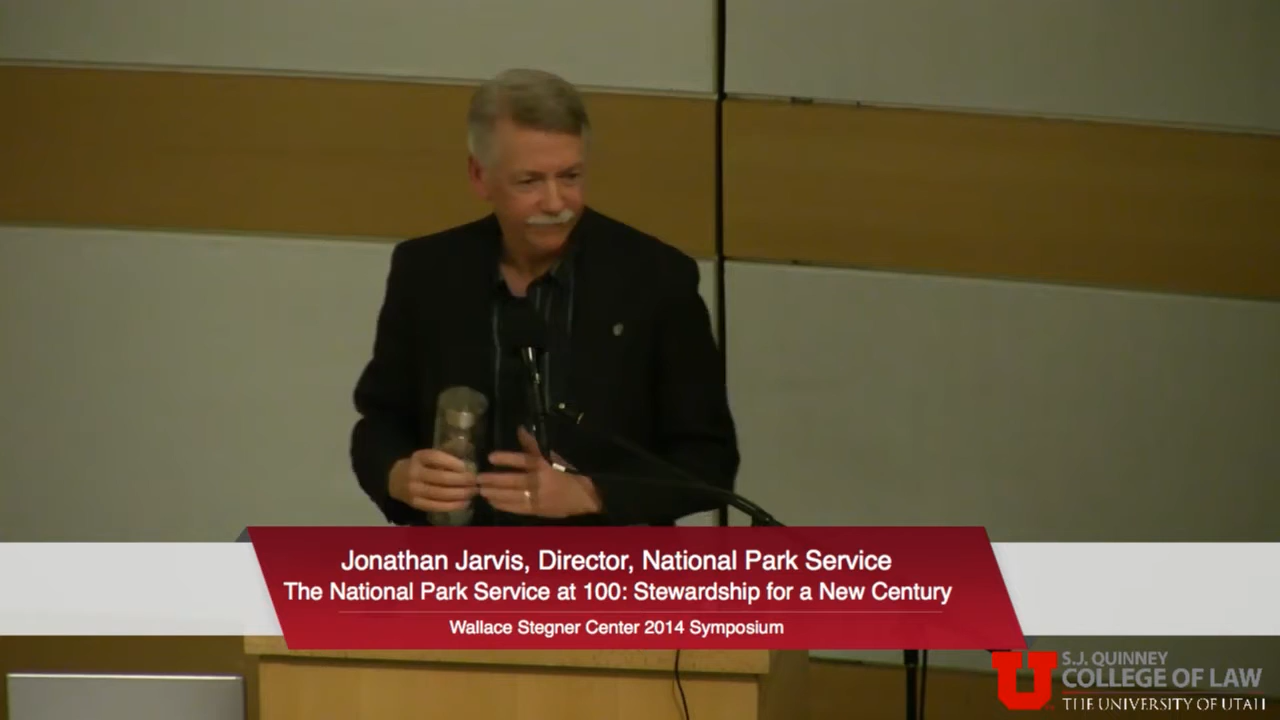 Jonathan Jarvis, Director, National Park Service
The National Park Service at 100: Stewardship for a New Century
Wallace Stegner Center 2014 Symposium
U S.J. QUINNEY
COLLEGE OF LAW
THE UNIVERSITY OF UTAH